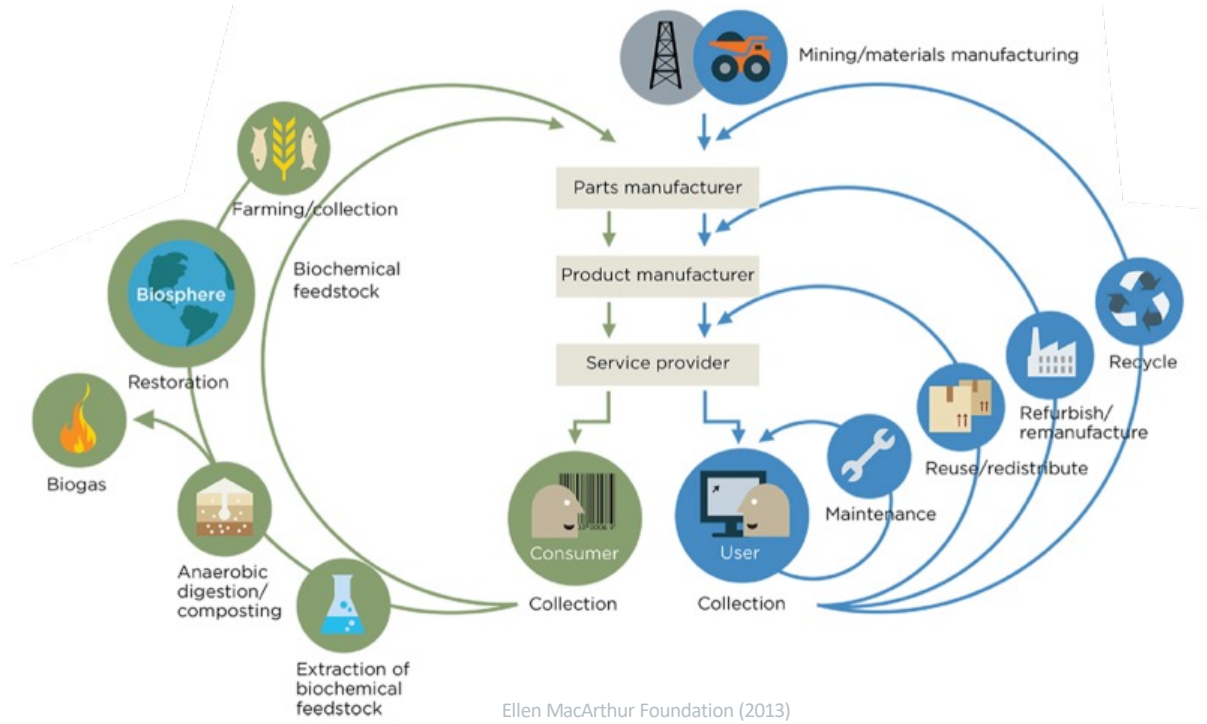 Mining/materials manufacturing
Farming/collection
Parts manufacturer
Biochemical
feedstock
Product manufacturer
Biosphere
Restoration
Service provider
Recycle
Refurbish/
remanufacture
Reuse/redistribute
Biogas
Maintenance
Consumer
User
Anaerobic
digestion/
composting
Collection
Collection
Extraction of
biochemical
feedstock
Ellen MacArthur Foundation (2013)